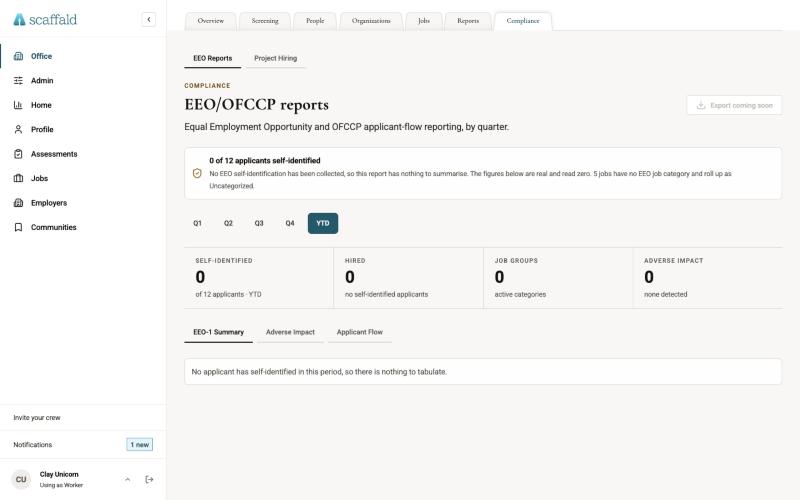 scaffald
Office
Admin
Home
Profile
Assessments
Jobs
Employers
Communities
Invite your crew
Notifications
1 new
CU
Clay Unicorn
Using as Worker
Overview
Screening
People
Organizations
Jobs
Reports
Compliance
EEO Reports
Project Hiring
COMPLIANCE
EEO/OFCCP reports
Export coming soon
Equal Employment Opportunity and OFCCP applicant-flow reporting, by quarter.
0 of 12 applicants self-identified
No EEO self-identification has been collected, so this report has nothing to summarise. The figures below are real and read zero. 5 jobs have no EEO job category and roll up as
Uncategorized.
Q1
Q2
Q3
Q4
YTD
SELF-IDENTIFIED
0
of 12 applicants · YTD
HIRED
0
no self-identified applicants
JOB GROUPS
0
active categories
ADVERSE IMPACT
0
none detected
EEO-1 Summary
Adverse Impact
Applicant Flow
No applicant has self-identified in this period, so there is nothing to tabulate.